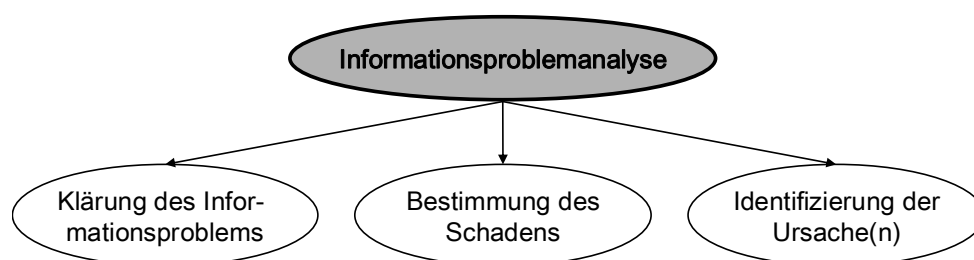 Informationsproblemanalyse
Klärung des Infor-
mationsproblems
Bestimmung des
Schadens
Identifizierung der
Ursache(n)